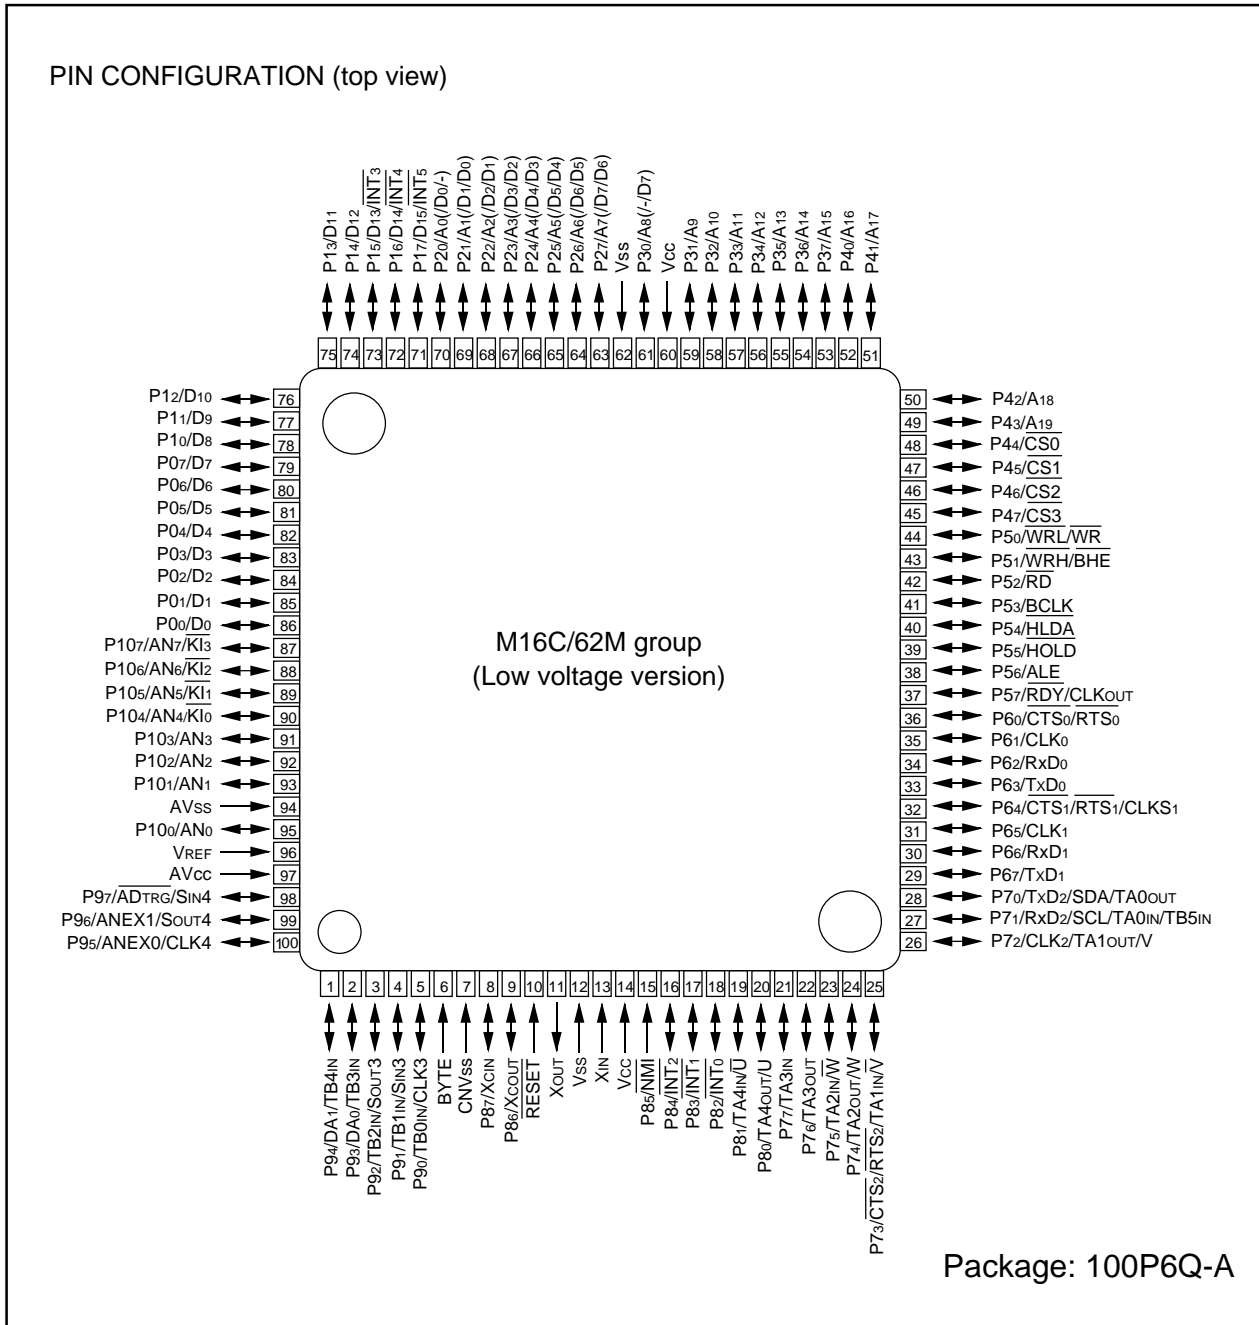 PIN CONFIGURATION (top view)
P13/D11
P14/D12
P15/D13/INT3
P16/D14/INT4
P17/D15/INT5
P20/A0(/D0/-)
P21/A1(/D1/D0)
P22/A2(/D2/D1)
P23/A3(/D3/D2)
P24/A4(/D4/D3)
P25/A5(/D5/D4)
P26/A6(/D6/D5)
P27/A7(/D7/D6)
Vss
P30/A8(/-/D7)
Vcc
P31/A9
P32/A10
P33/A11
P34/A12
P35/A13
P36/A14
P37/A15
P40/A16
P41/A17
75 74 73 72 71 70 69 68 67 66 65 64 63 62 61 60 59 58 57 56 55 54 53 52 51
P12/D10 76
P11/D9 77
P10/D8 78
P07/D7 79
P06/D6 80
P05/D5 81
P04/D4 82
P03/D3 83
P02/D2 84
P01/D1 85
P00/D0 86
P107/AN7/KI3 87
P106/AN6/KI2 88
P105/AN5/KI1 89
P104/AN4/KI0 90
P103/AN3 91
P102/AN2 92
P101/AN1 93
AVSS 94
P100/AN0 95
VREF 96
AVcc 97
P97/ADTRG/SIN4 98
P96/ANEX1/SOUT4 99
P95/ANEX0/CLK4 100
M16C/62M group
(Low voltage version)
50 P42/A18
49 P43/A19
48 P44/CS0
47 P45/CS1
46 P46/CS2
45 P47/CS3
44 P50/WRL/WR
43 P51/WRH/BHE
42 P52/RD
41 P53/BCLK
40 P54/HLDA
39 P55/HOLD
38 P56/ALE
37 P57/RDY/CLKOUT
36 P60/CTS0/RTS0
35 P61/CLK0
34 P62/RxD0
33 P63/TXD0
32 P64/CTS1/RTS1/CLKS1
31 P65/CLK1
30 P66/RxD1
29 P67/TXD1
28 P70/TXD2/SDA/TA0OUT
27 P71/RxD2/SCL/TA0IN/TB5IN
26 P72/CLK2/TA1OUT/V
1 2 3 4 5 6 7 8 9 10 11 12 13 14 15 16 17 18 19 20 21 22 23 24 25
P94/DA1/TB4IN
P93/DA0/TB3IN
P92/TB2IN/SOUT3
P91/TB1IN/SIN3
P90/TB0IN/CLK3
BYTE
CNVss
P87/XCIN
P86/XCOUT
RESET
XOUT
VSS
XIN
VCC
P85/NMI
P84/INT2
P83/INT1
P82/INT0
P81/TA4IN/U
P80/TA4OUT/U
P77/TA3IN
P76/TA3OUT
P75/TA2IN/W
P74/TA2OUT/W
P73/CTS2/RTS2/TA1IN/V
Package: 100P6Q-A